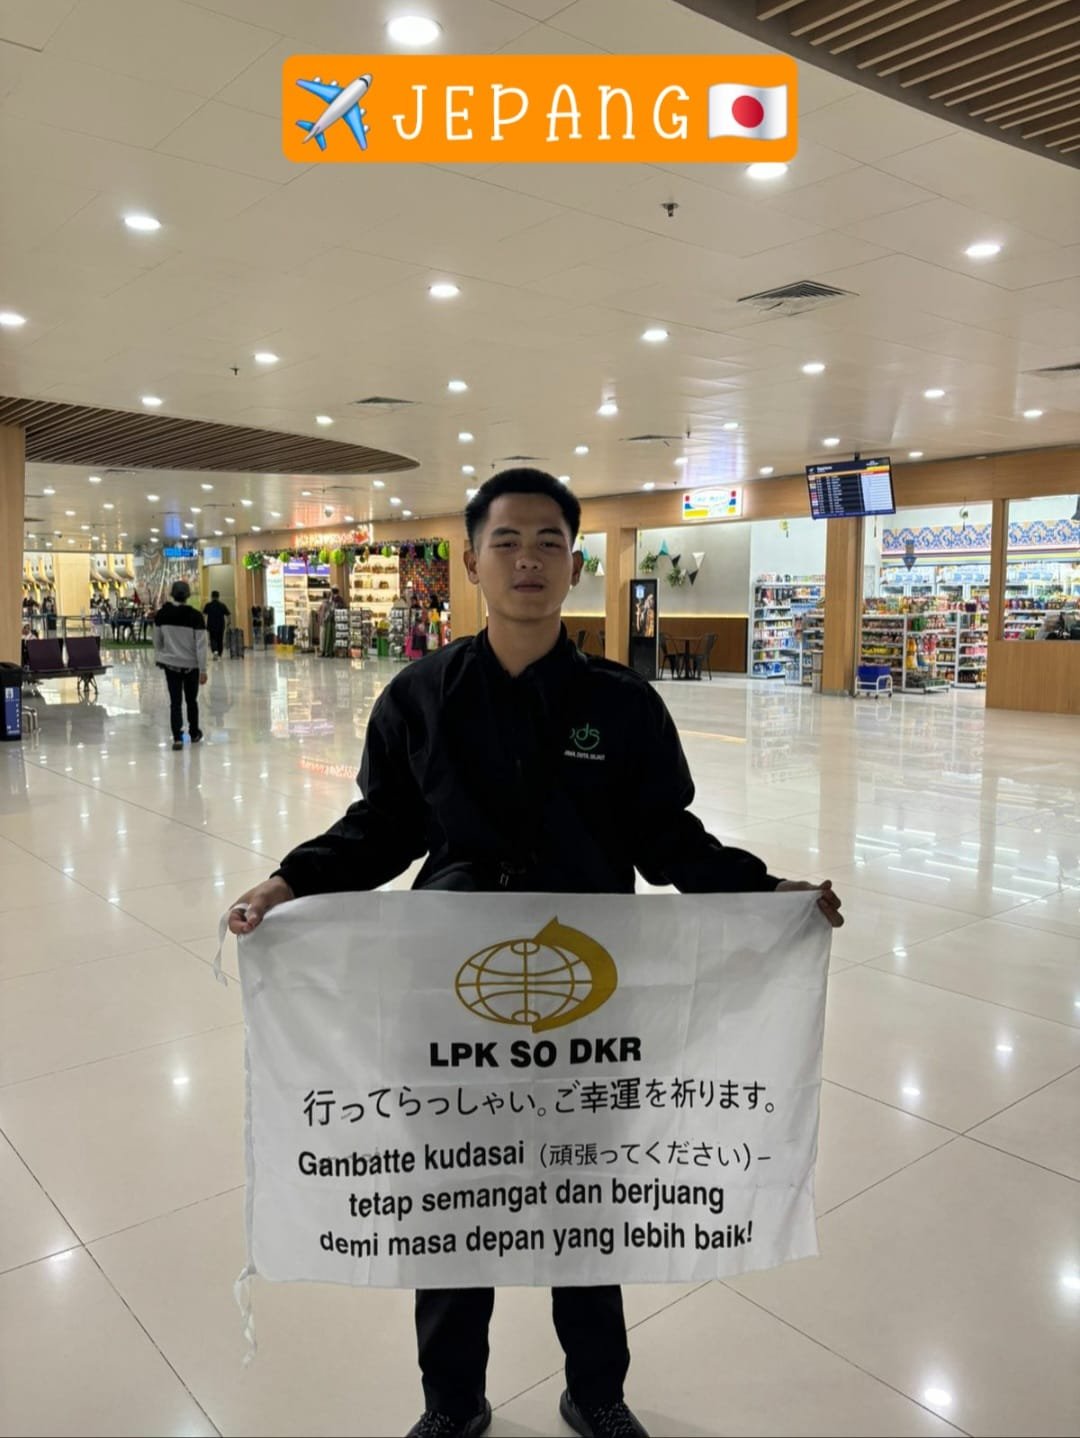 JEPANG
LPK SO DKR
行ってらっしゃい。ご幸運を祈ります。
Ganbatte kudasai (頑張ってください) –
tetap semangat dan berjuang
demi masa depan yang lebih baik!